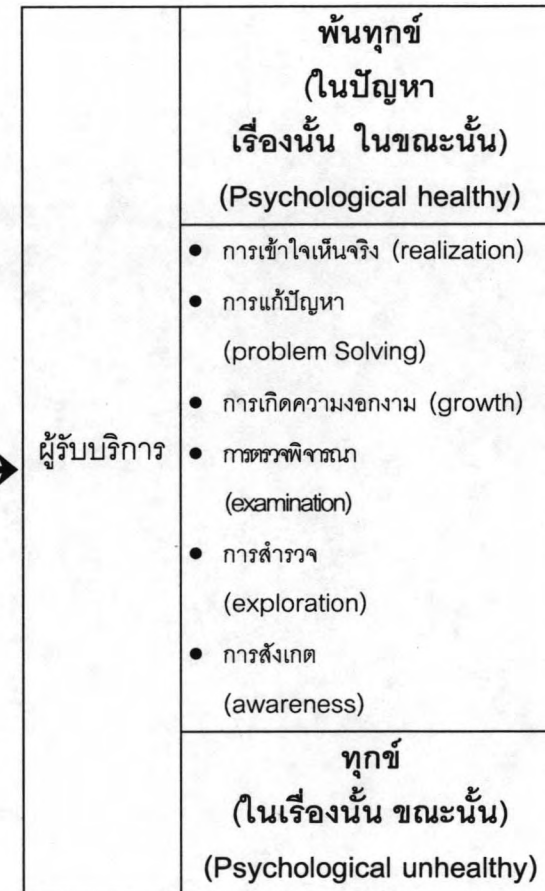 พ้นทุกข์
(ในปัญหา
เรื่องนั้น ในขณะนั้น)
(Psychological healthy)
ผู้รับบริการ
• การเข้าใจเห็นจริง (realization)
• การแก้ปัญหา
(problem Solving)
• การเกิดความงอกงาม (growth)
• การตรวจพิจารณา
(examination)
• การสำรวจ
(exploration)
• การสังเกต
(awareness)
ทุกข์
(ในเรื่องนั้น ขณะนั้น)
(Psychological unhealthy)